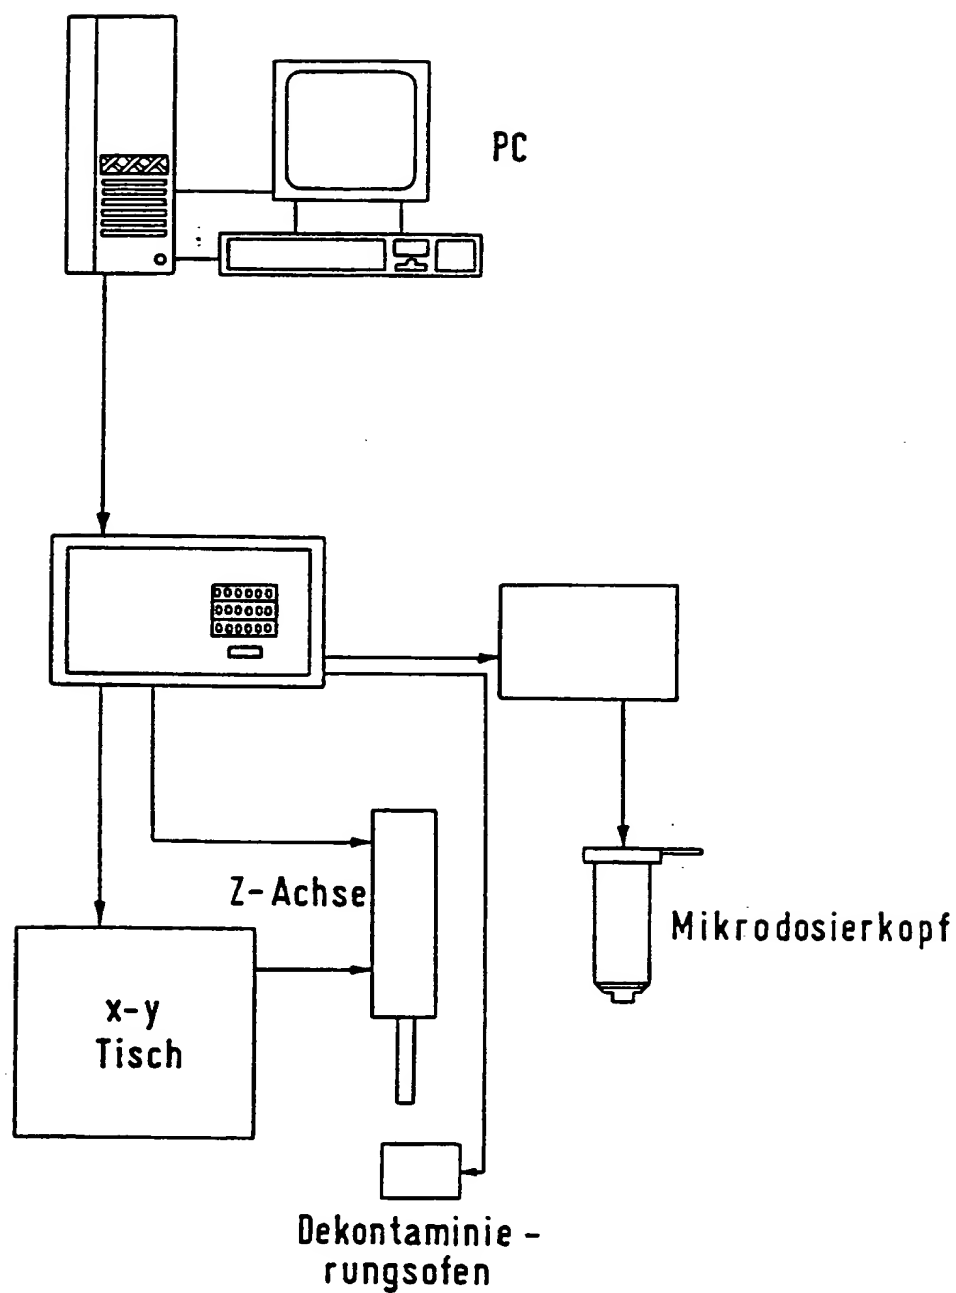 PC
Z-Achse
Mikrodosierkopf
x-y
Tisch
Dekontaminie-
rungsofen